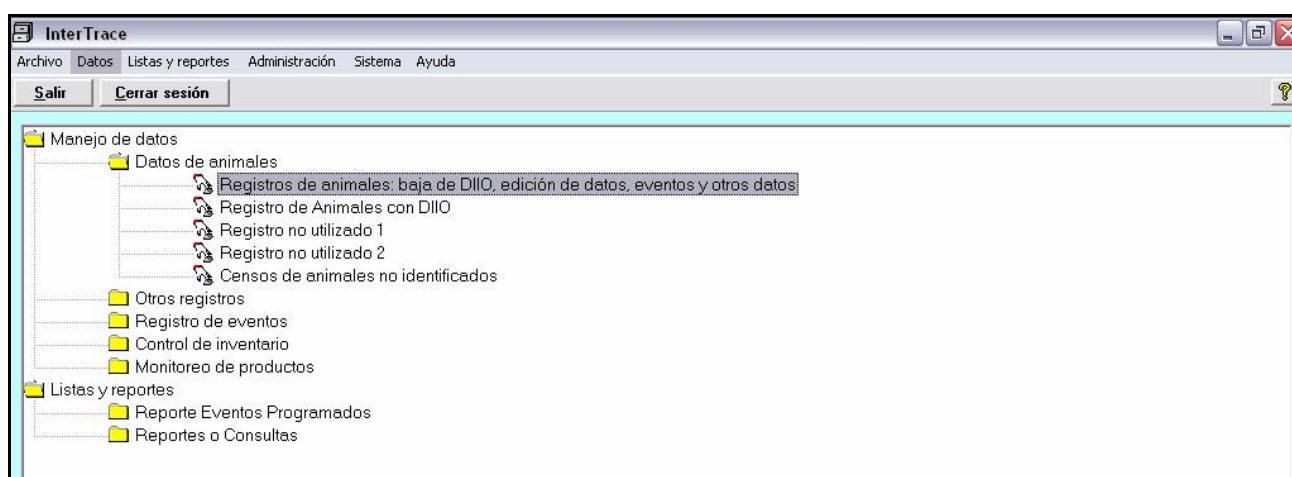 InterTrace
Archivo Datos Listas y reportes Administración Sistema Ayuda
Salir Cerrar sesión
Manejo de datos
Datos de animales
Registros de animales: baja de DIIO, edición de datos, eventos y otros datos
Registro de Animales con DIIO
Registro no utilizado 1
Registro no utilizado 2
Censos de animales no identificados
Otros registros
Registro de eventos
Control de inventario
Monitoreo de productos
Listas y reportes
Reporte Eventos Programados
Reportes o Consultas